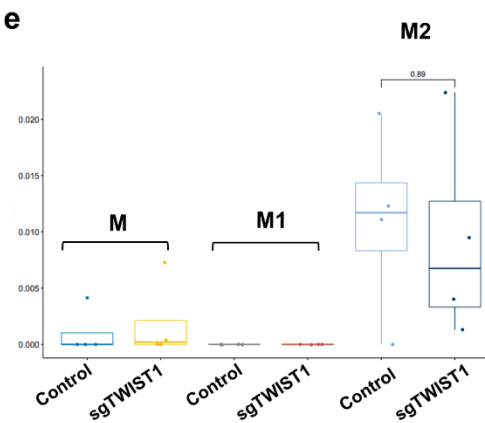 e
M2
0.89
0.020
0.015
0.010
0.005
0.000
M
M1
Control
sgTWIST1
Control
sgTWIST1
Control
sgTWIST1